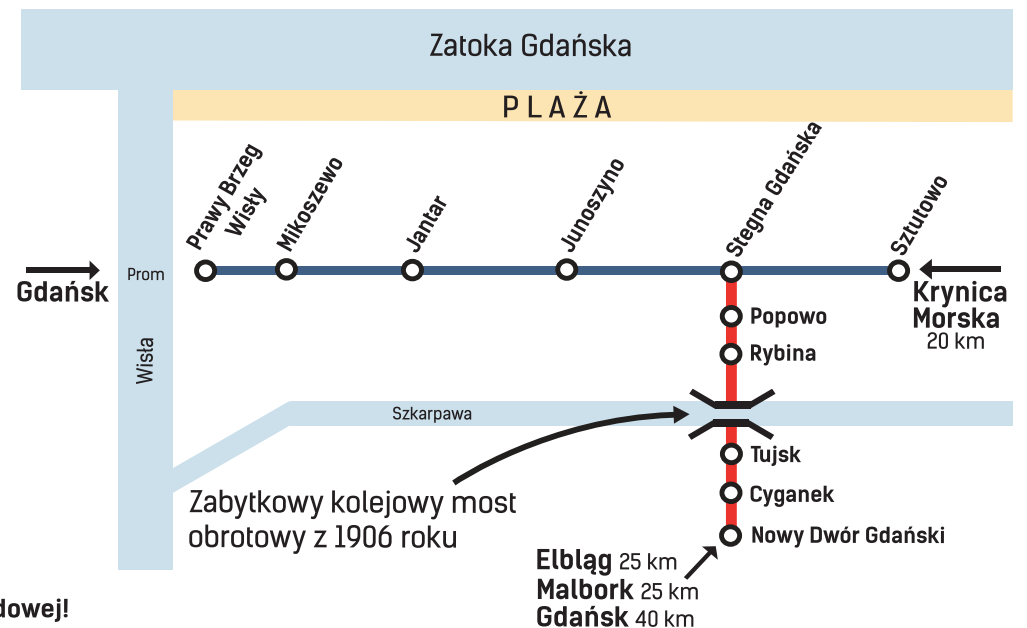 Zatoka Gdańska
PLAŻA
Prawy Brzeg
Wisły
Mikoszewo
Jantar
Junoszyno
Stegna Gdańska
Sztutowo
Gdańsk
Prom
Krynica
Morska
20 km
Popowo
Rybina
Wisła
Szkarpawa
Tujsk
Cyganek
Nowy Dwór Gdański
Zabytkowy kolejowy most
obrotowy z 1906 roku
Elbląg 25 km
Malbork 25 km
Gdańsk 40 km
dowej!